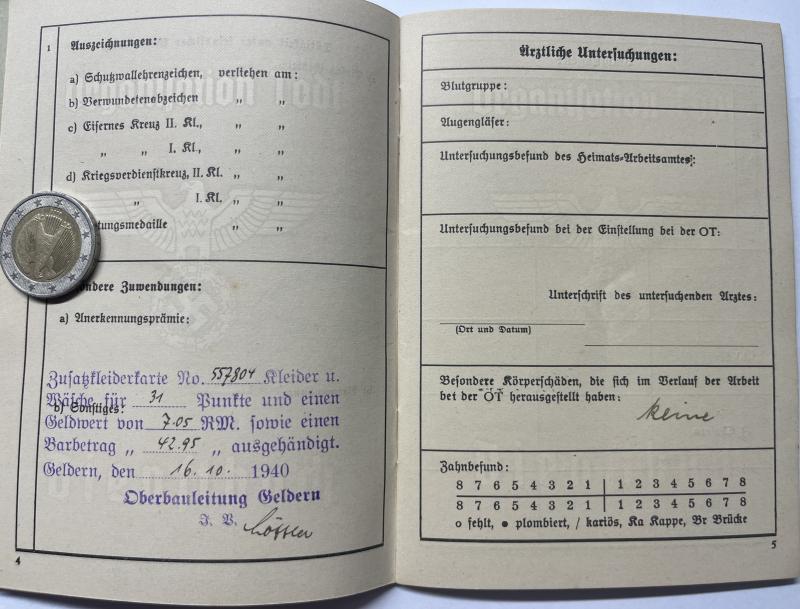 1 Auszeichnungen:
a) Schutzwallehrenzeichen, verliehen am:
b) Verwundetenabzeichen „ „
c) Eisernes Kreuz II. Kl., „ „
„ „ I. Kl., „ „
d) Kriegsverdienstkreuz, II. Kl. „ „
„ I. Kl. „ „
tungsmedaille „ „
ondere Zuwendungen:
a) Anerkennungsprämie:
Zusatzkleiderkarte No. 557804 Kleider u.
Wäsche für 31 Punkte und einen
b) Sonstiges:
Geldwert von 7.05 RM. sowie einen
Barbetrag „ 42.95 „ ausgehändigt.
Geldern, den 16.10. 1940
Oberbauleitung Geldern
I. V.
4
Ärztliche Untersuchungen:
Blutgruppe:
Augengläser:
Untersuchungsbefund des Heimats-Arbeitsamtes:
Untersuchungsbefund bei der Einstellung bei der OT:
Unterschrift des untersuchenden Arztes:
(Ort und Datum)
Besondere Körperschäden, die sich im Verlauf der Arbeit
bei der OT herausgestellt haben:
keine
Zahnbefund:
8 7 6 5 4 3 2 1 1 2 3 4 5 6 7 8
8 7 6 5 4 3 2 1 1 2 3 4 5 6 7 8
o fehlt, • plombiert, / kariös, Ka Kappe, Br Brücke
5